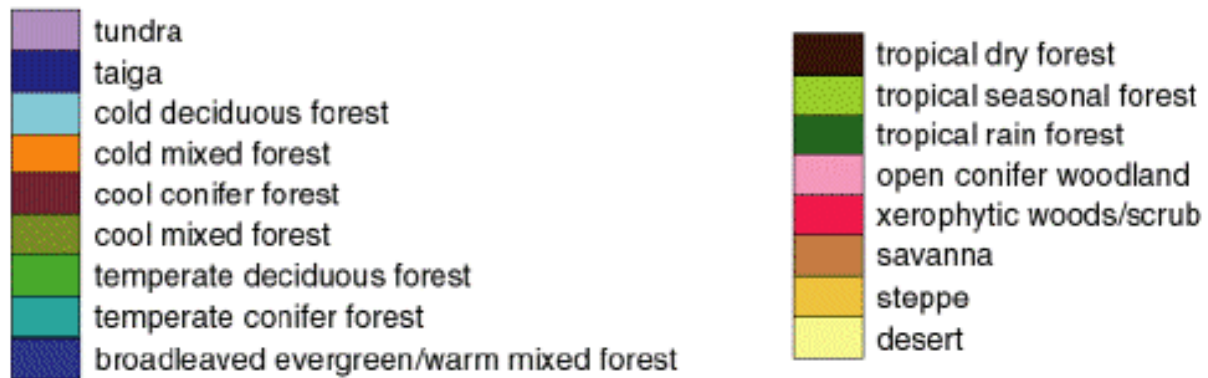 tundra
taiga
cold deciduous forest
cold mixed forest
cool conifer forest
cool mixed forest
temperate deciduous forest
temperate conifer forest
broadleaved evergreen/warm mixed forest
tropical dry forest
tropical seasonal forest
tropical rain forest
open conifer woodland
xerophytic woods/scrub
savanna
steppe
desert